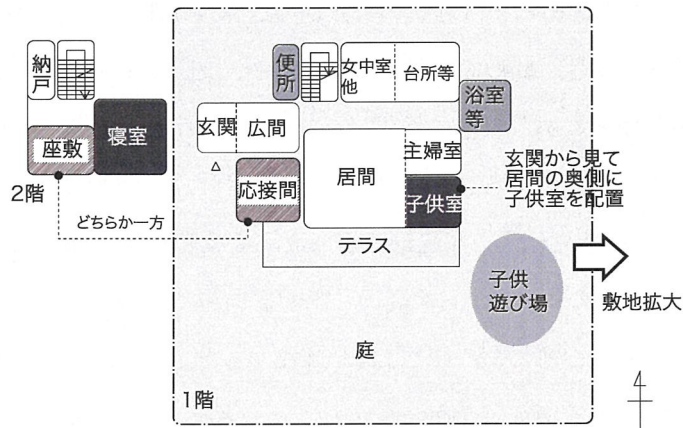 納戸
座敷
寝室
2階
どちらか一方
便所
女中室
他
台所等
浴室
等
玄関
広間
応接間
居間
主婦室
子供室
テラス
玄関から見て
居間の奥側に
子供室を配置
子供
遊び場
敷地拡大
庭
1階
4